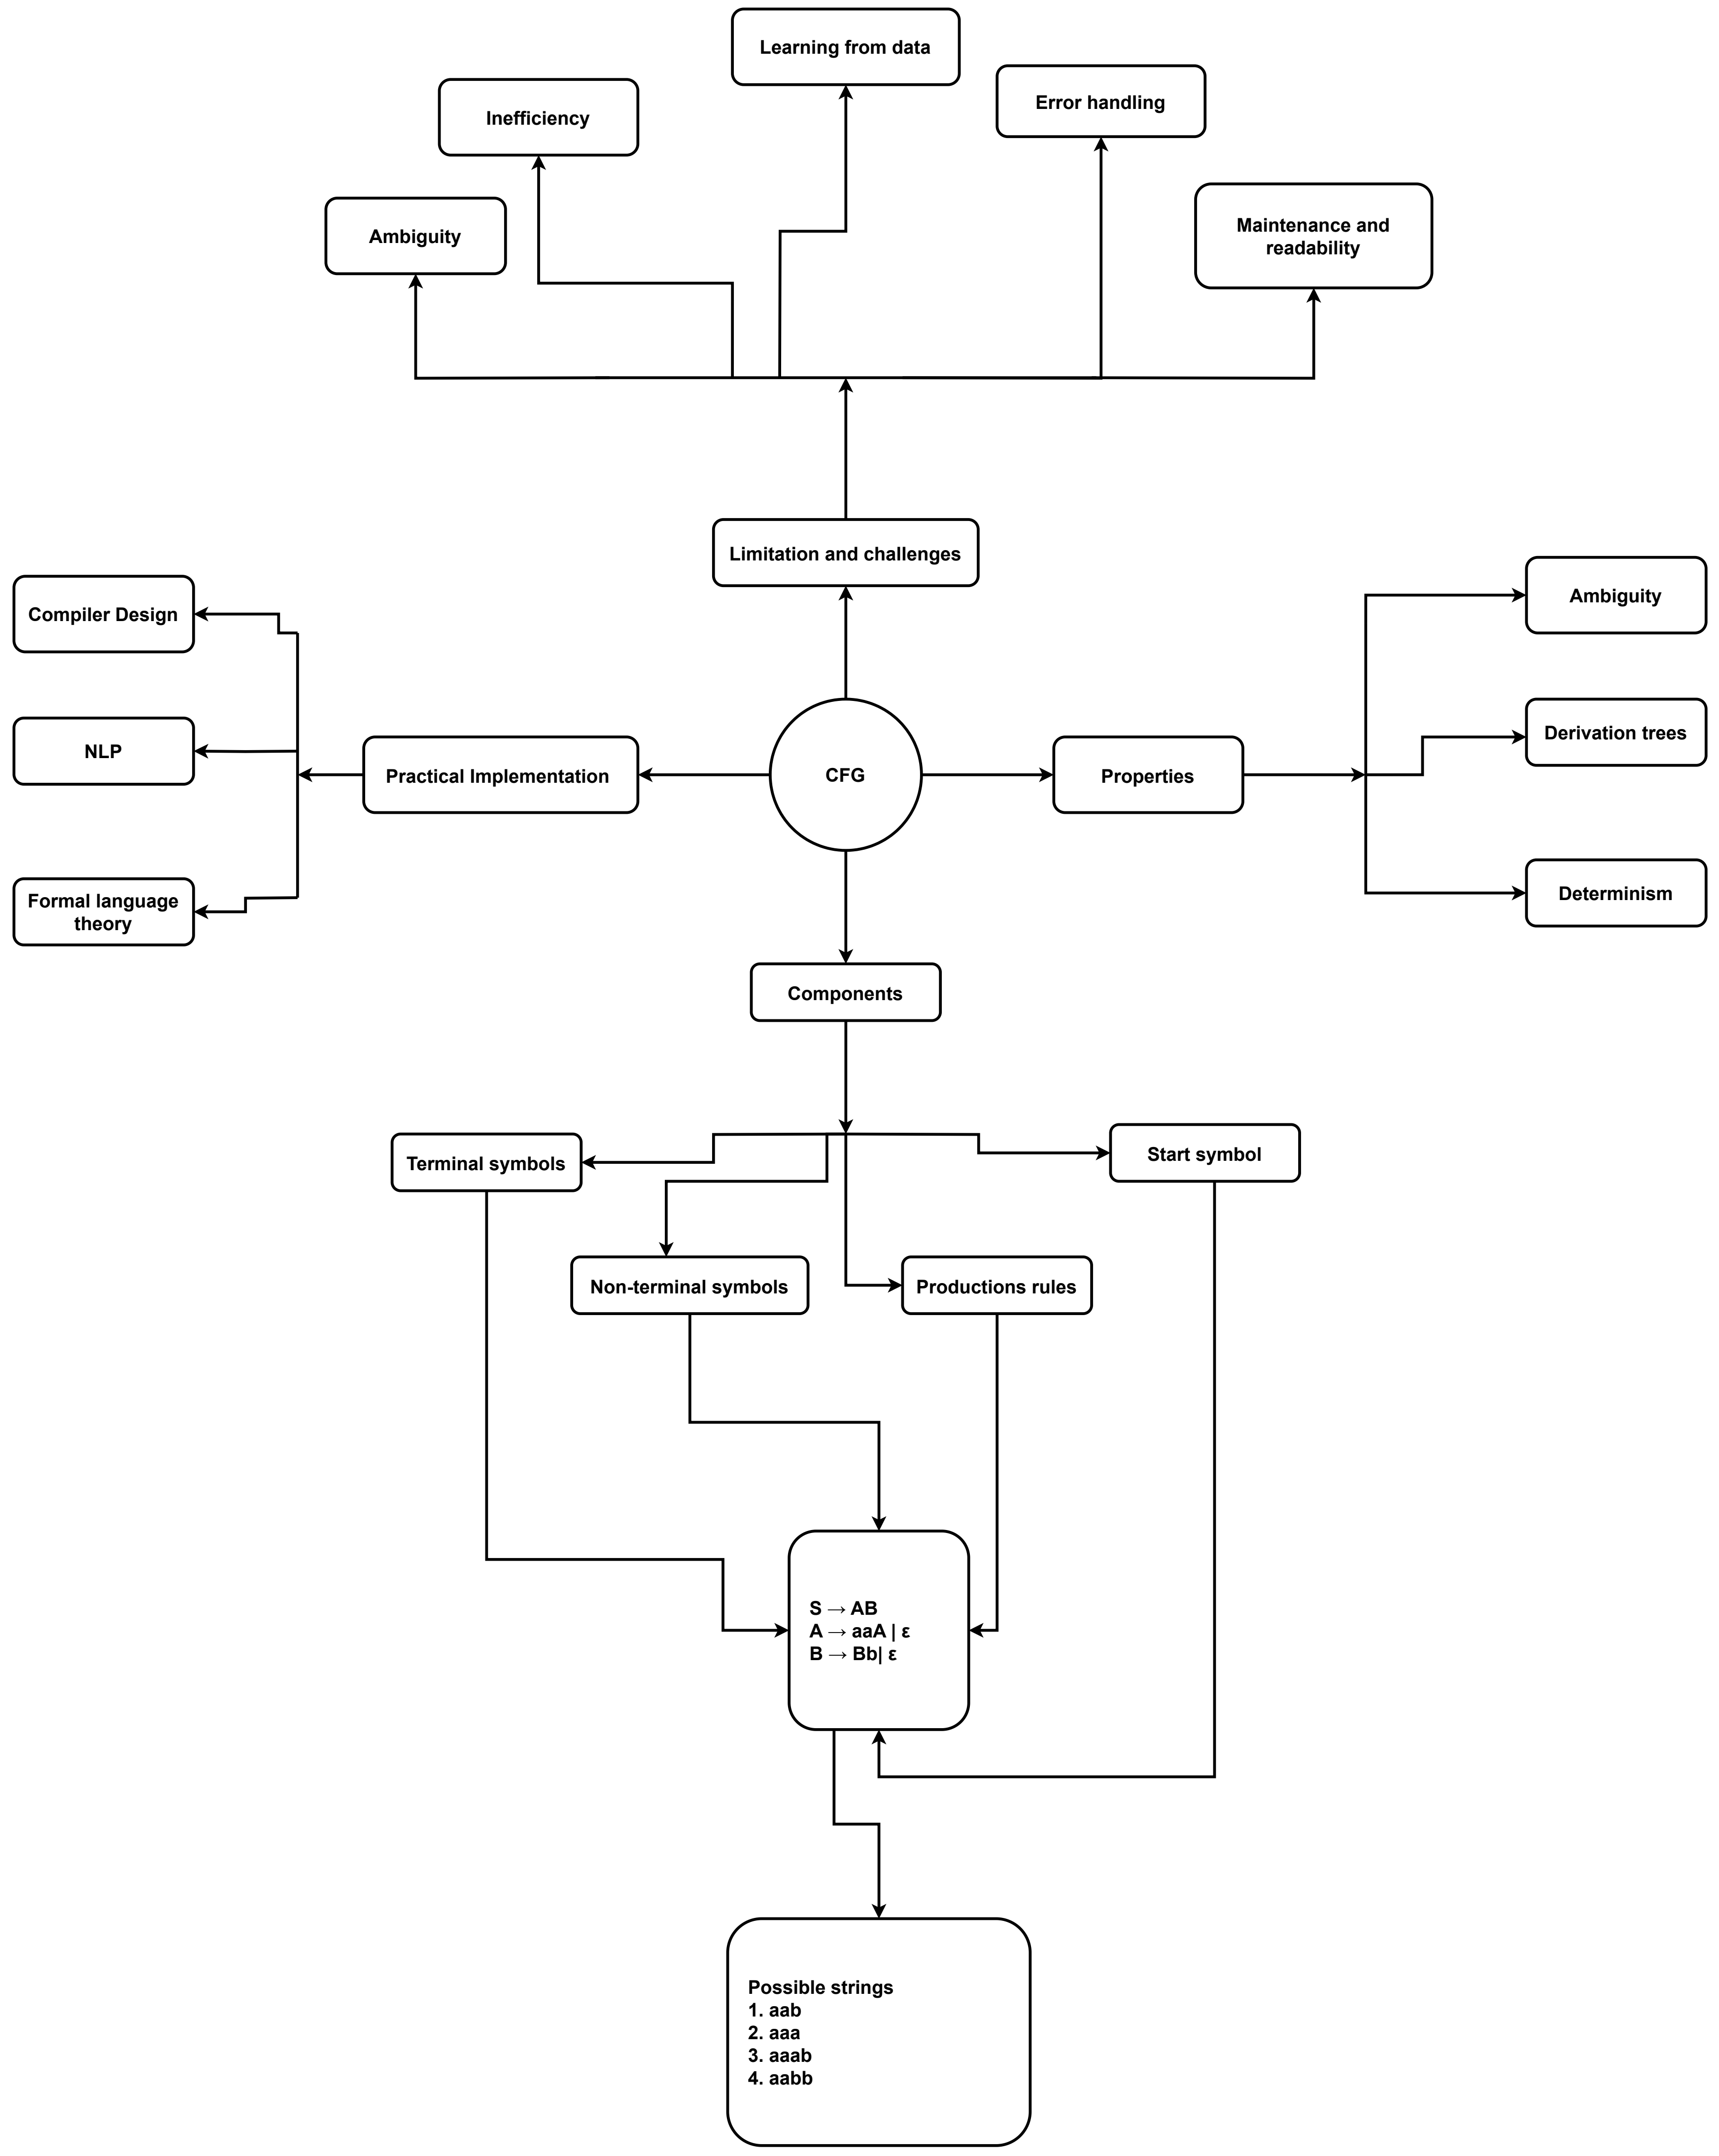 Learning from data
Error handling
Inefficiency
Ambiguity
Maintenance and
readability
Limitation and challenges
Compiler Design
Ambiguity
NLP
Derivation trees
Practical Implementation
CFG
Properties
Formal language
theory
Determinism
Components
Terminal symbols
Start symbol
Non-terminal symbols
Productions rules
S → AB
A → aaA | ε
B → Bb| ε
Possible strings
1. aab
2. aaa
3. aaab
4. aabb